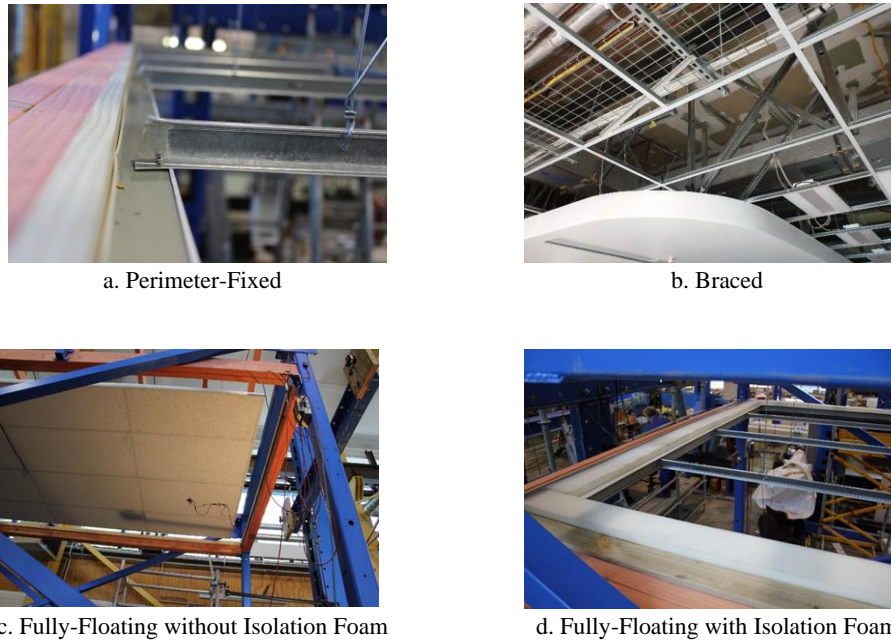 a. Perimeter-Fixed
b. Braced
c. Fully-Floating without Isolation Foam
d. Fully-Floating with Isolation Foam